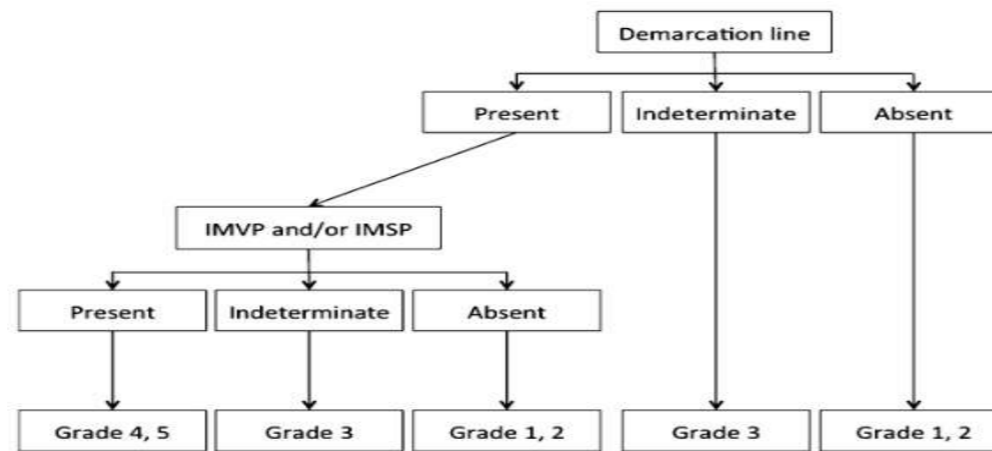 Demarcation line
Present
Indeterminate
Absent
IMVP and/or IMSP
Present
Indeterminate
Absent
Grade 4, 5
Grade 3
Grade 1, 2
Grade 3
Grade 1, 2